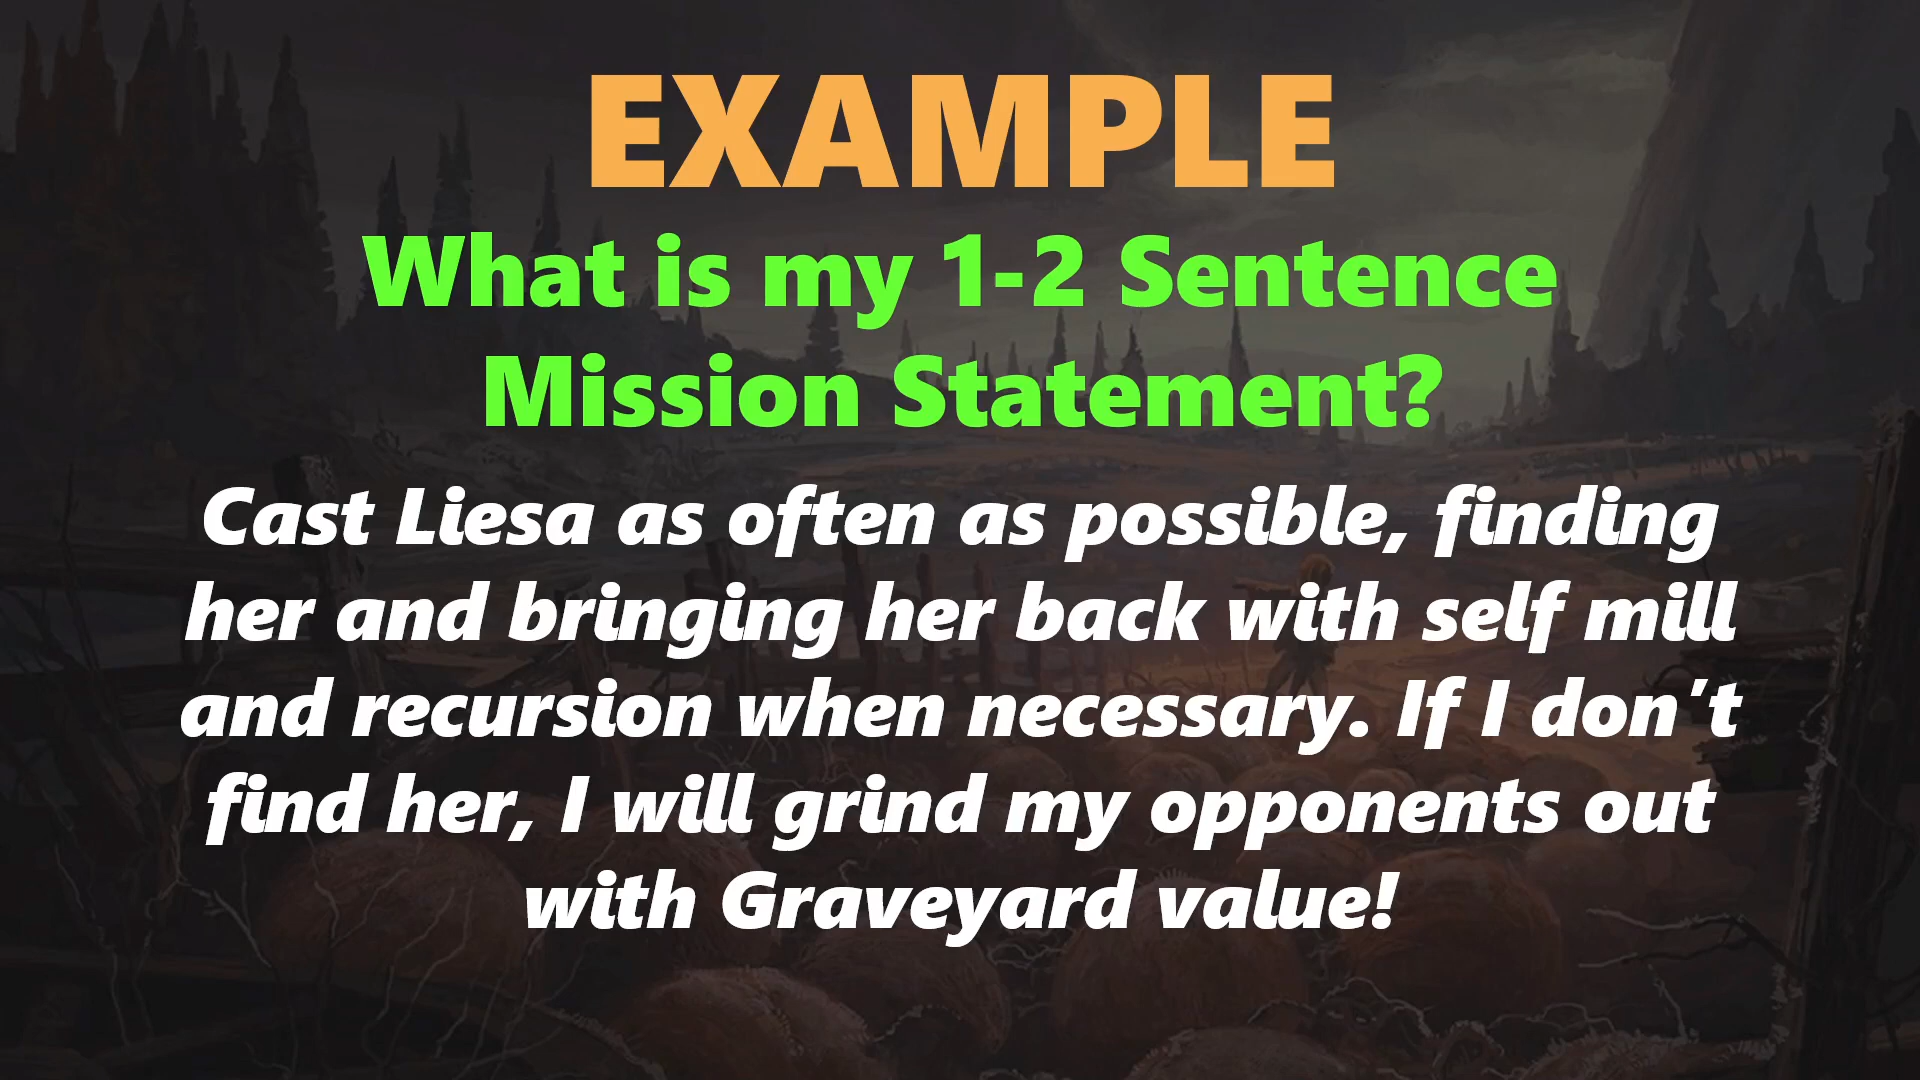 EXAMPLE
What is my 1-2 Sentence
Mission Statement?
Cast Liesa as often as possible, finding
her and bringing her back with self mill
and recursion when necessary. If I don't
find her, I will grind my opponents out
with Graveyard value!